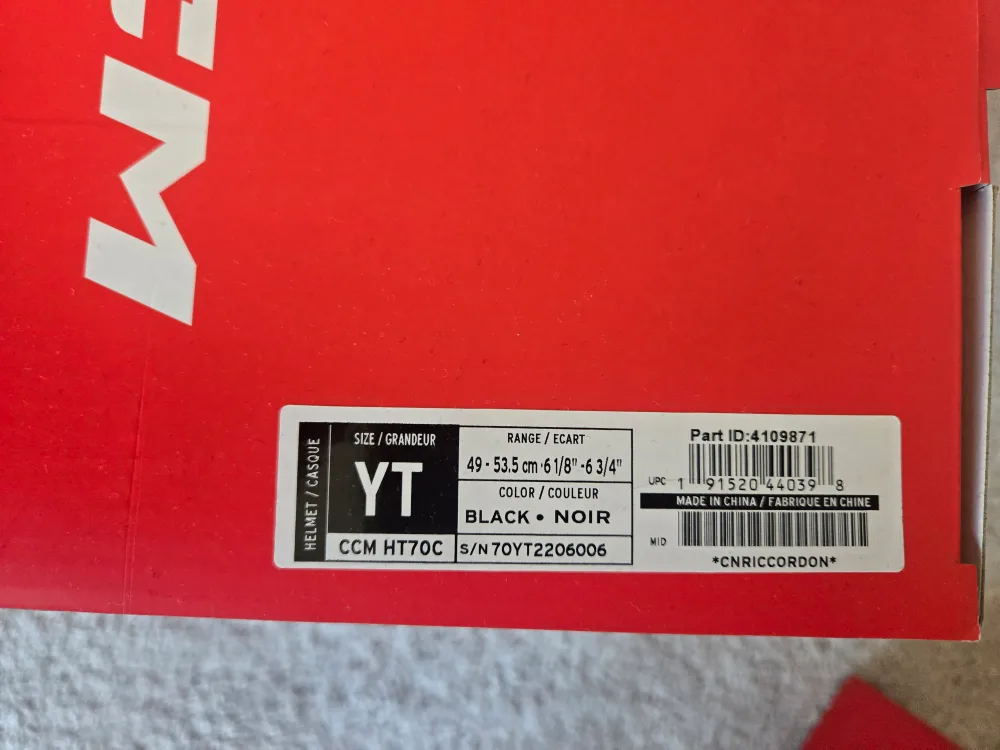 CCM
HELMET / CASQUE
SIZE / GRANDEUR
YT
CCM HT70C
RANGE / ECART
49 - 53.5 cm · 6 1/8" - 6 3/4"
COLOR / COULEUR
BLACK • NOIR
S/N 70YT2206006
Part ID:4109871
UPC 1 91520 44039 8
MADE IN CHINA / FABRIQUE EN CHINE
MID
*CNRICCORDON*